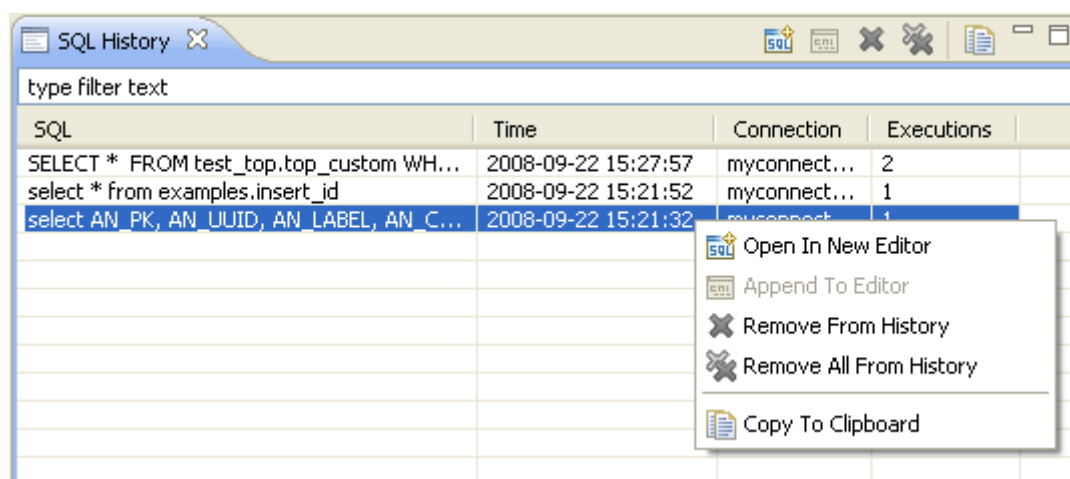 SQL History
type filter text
SQL Time Connection Executions
SELECT * FROM test_top.top_custom WH... 2008-09-22 15:27:57 myconnect... 2
select * from examples.insert_id 2008-09-22 15:21:52 myconnect... 1
select AN_PK, AN_UUID, AN_LABEL, AN_C... 2008-09-22 15:21:32 myconnect... 1
Open In New Editor
Append To Editor
Remove From History
Remove All From History
Copy To Clipboard